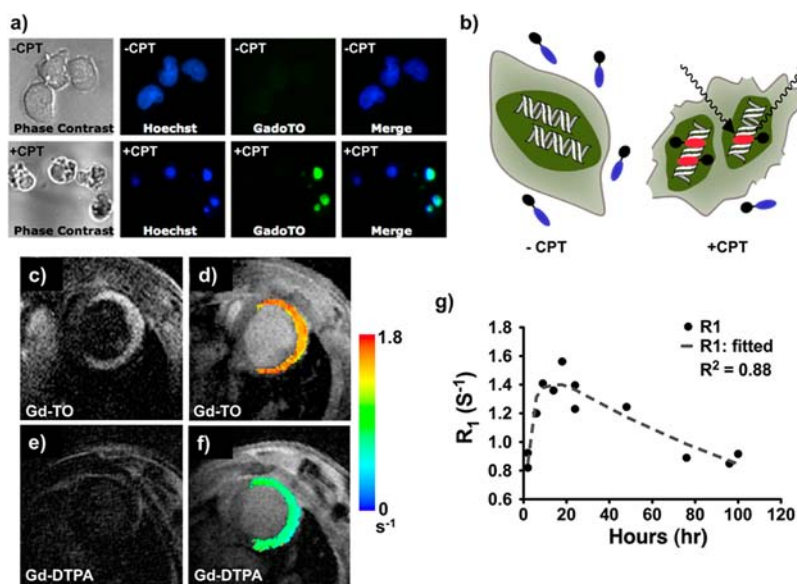 a)
-CPT
Phase Contrast
-CPT
Hoechst
-CPT
GadoTO
-CPT
Merge
+CPT
Phase Contrast
+CPT
Hoechst
+CPT
GadoTO
+CPT
Merge
b)
- CPT
+CPT
c)
Gd-TO
d)
e)
Gd-DTPA
f)
Gd-TO
Gd-DTPA
1.8
0
s⁻¹
g)
R1
R1: fitted
R² = 0.88
R₁ (S⁻¹)
1.6
1.4
1.2
1.0
0.8
0.6
0 20 40 60 80 100 120
Hours (hr)